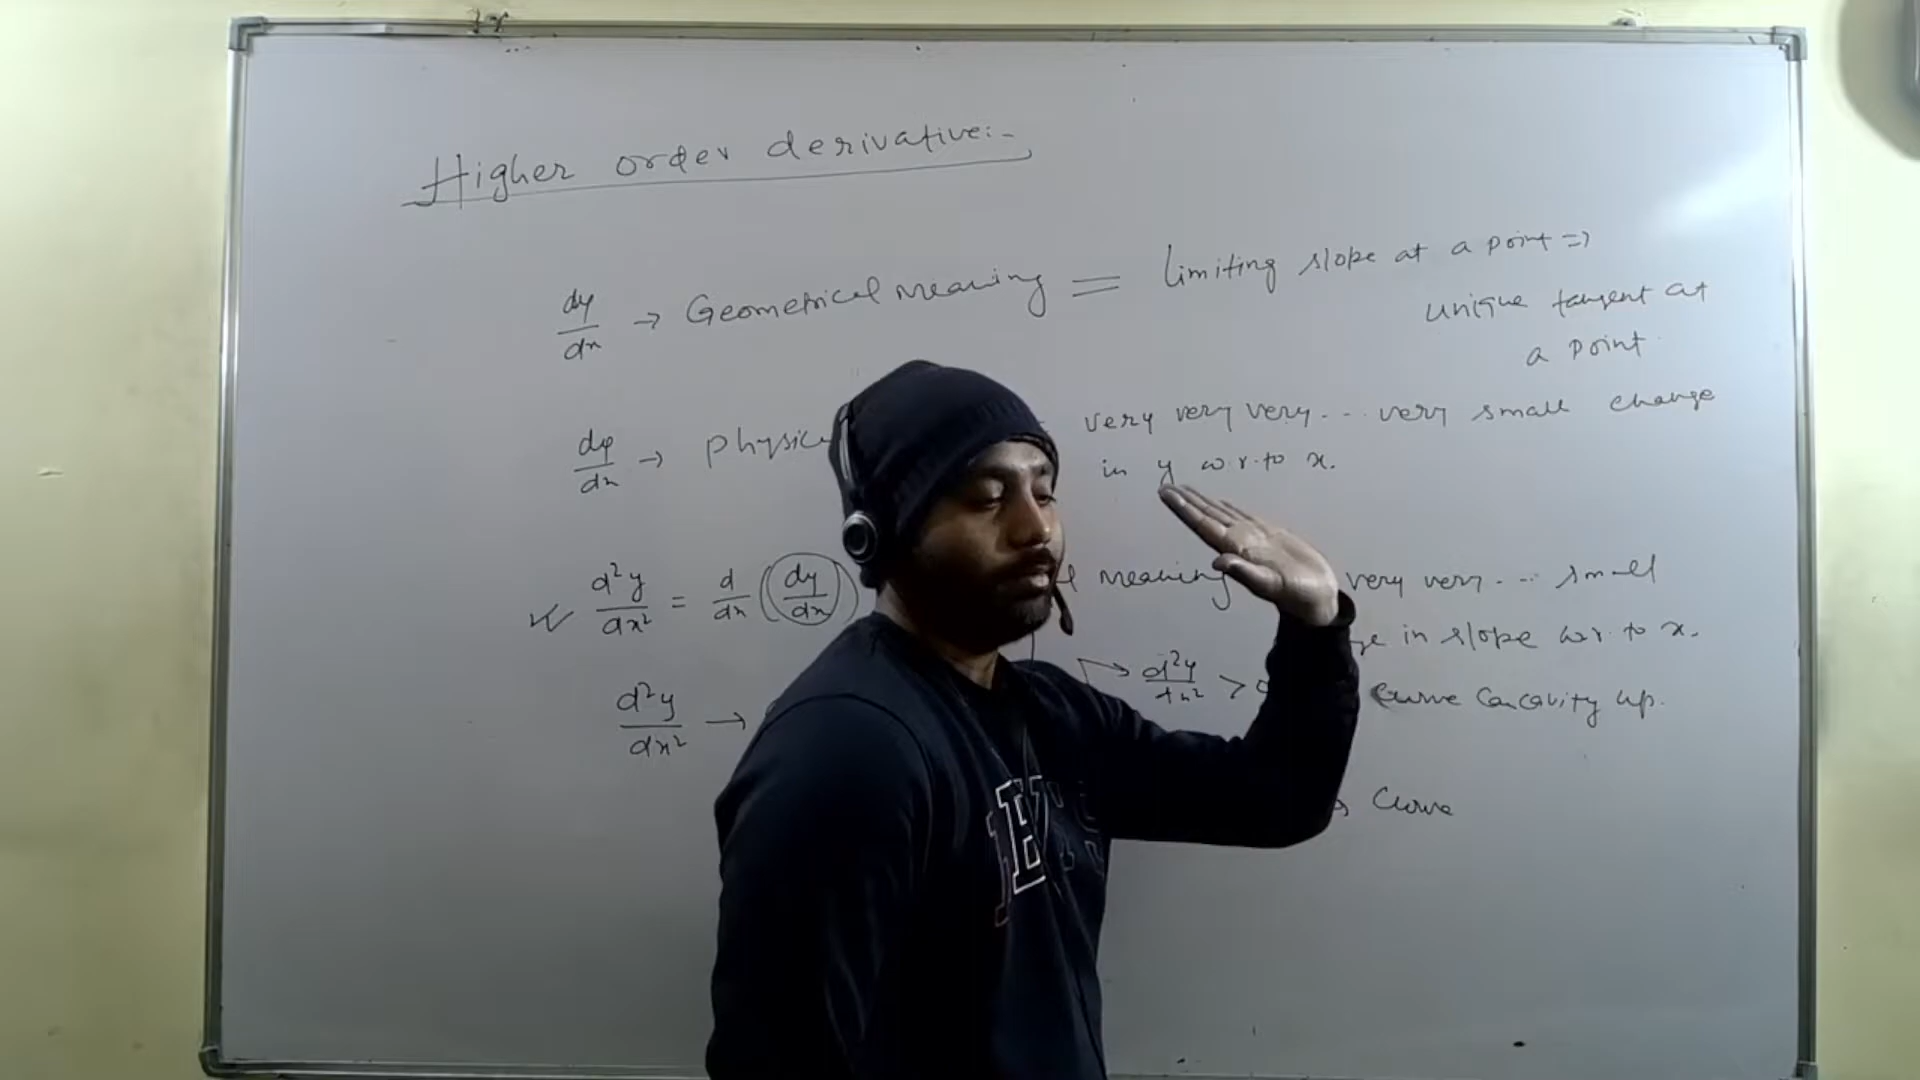 Higher order derivative:-
dy/dx → Geometrical Meaning = limiting slope at a point ⇒
unique tangent at
a point.
dy/dx → Physic very very very... very small change
in y w.r.to x.
d²y/dx² = d/dx (dy/dx) Meaning very very... small
in slope w.r.to x.
d²y/dx² → → d²y/dx² > Curve Concavity up.
Curve